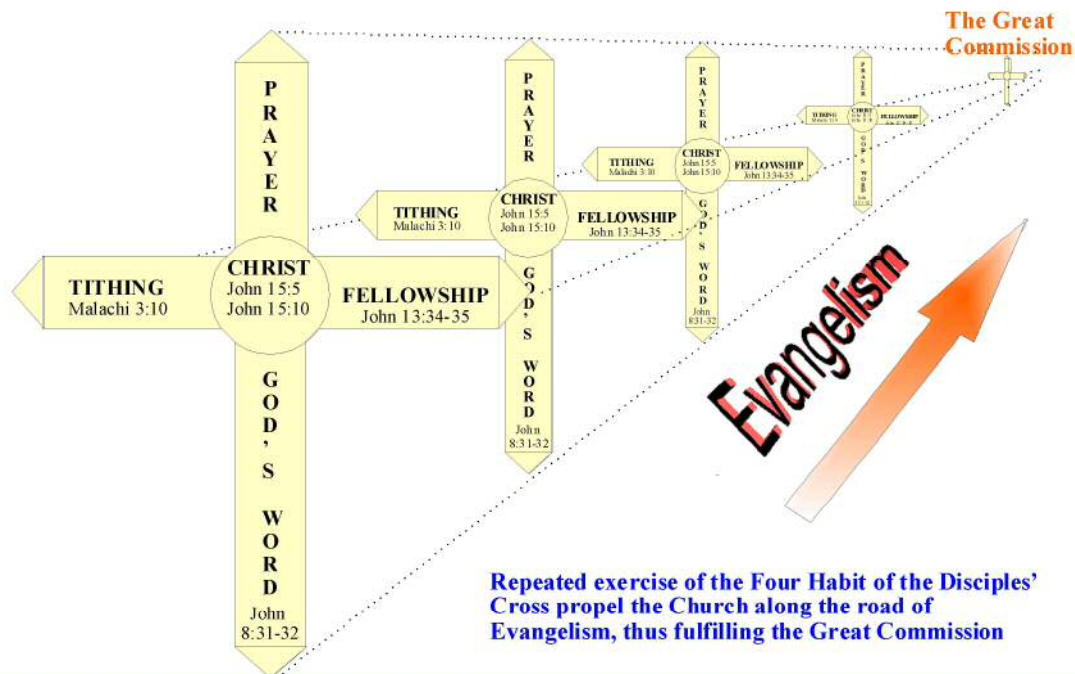 The Great
Commission
PRAYER
TITHING
Malachi 3:10
CHRIST
John 15:5
John 15:10
FELLOWSHIP
John 13:34-35
GOD'S WORD
John
8:31-32
PRAYER
TITHING
Malachi 3:10
CHRIST
John 15:5
John 15:10
FELLOWSHIP
John 13:34-35
GOD'S WORD
John
8:31-32
PRAYER
TITHING
Malachi 3:10
CHRIST
John 15:5
John 15:10
FELLOWSHIP
John 13:34-35
GOD'S WORD
John
8:31-32
PRAYER
TITHING
CHRIST
FELLOWSHIP
GOD'S WORD
Evangelism
Repeated exercise of the Four Habit of the Disciples'
Cross propel the Church along the road of
Evangelism, thus fulfilling the Great Commission